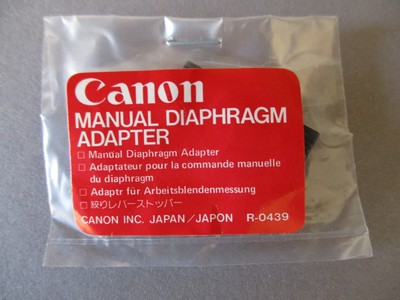 Canon
MANUAL DIAPHRAGM
ADAPTER
□ Manual Diaphragm Adapter
□ Adaptateur pour la commande manuelle
du diaphragm
□ Adaptr für Arbeitsblendenmessung
□ 絞りレバーストッパー
CANON INC. JAPAN/JAPON R-0439